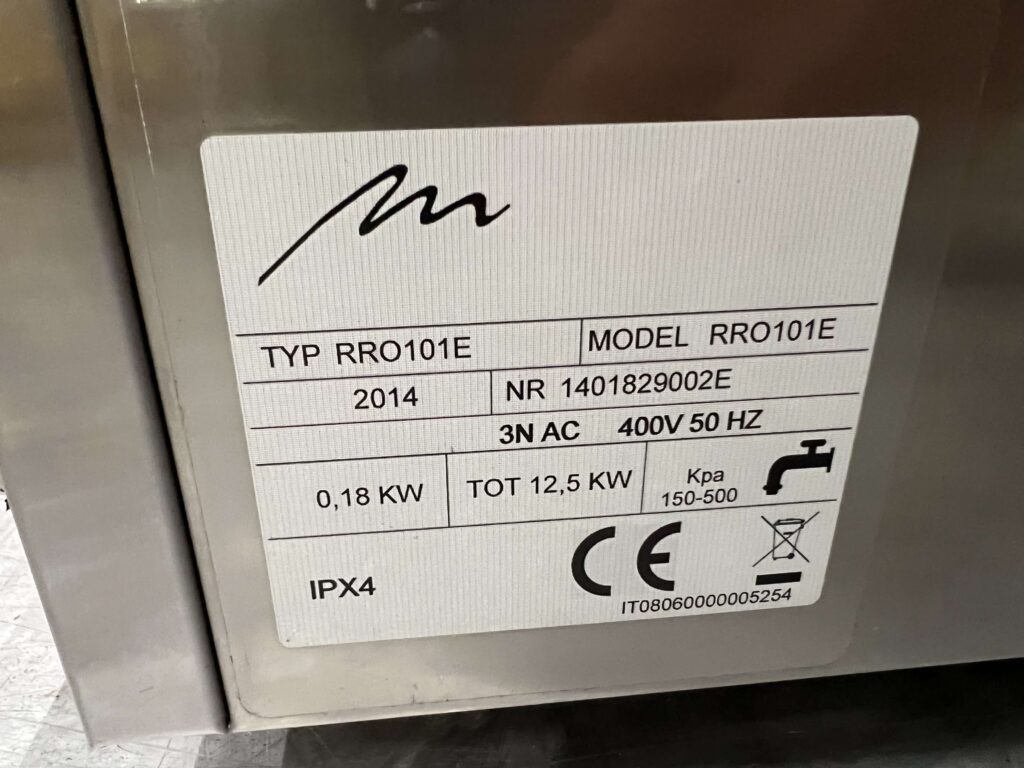 TYP RRO101E MODEL RRO101E
2014 NR 1401829002E
3N AC 400V 50 HZ
0,18 KW TOT 12,5 KW Kpa
150-500
IPX4 CE
IT08060000005254